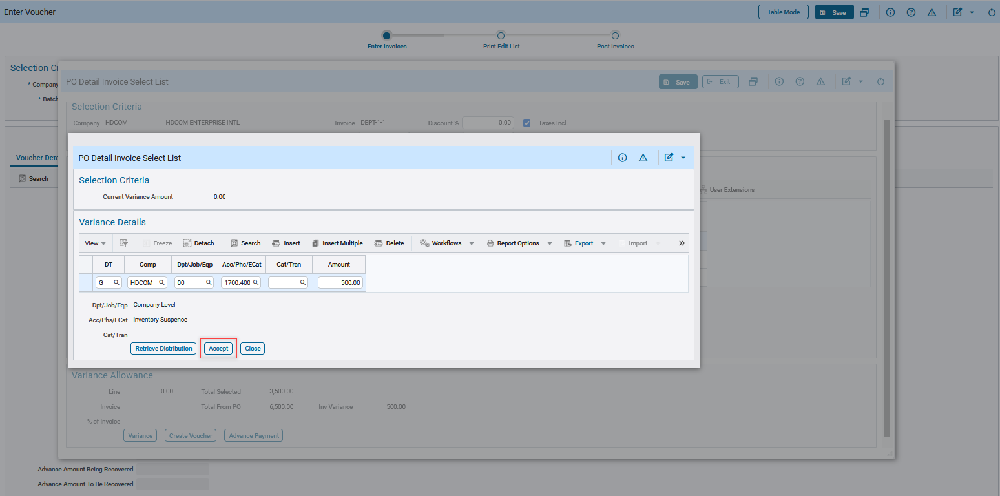 Enter Voucher
Table Mode
Save
Enter Invoices
Print Edit List
Post Invoices
* Company
* Batch
PO Detail Invoice Select List
Save
Exit
Selection Criteria
Company HDCOM HDCOM ENTERPRISE INTL Invoice DEPT-1-1 Discount % 0.00 Taxes Incl.
Search
User Extensions
PO Detail Invoice Select List
Selection Criteria
Current Variance Amount 0.00
Variance Details
View Freeze Detach Search Insert Insert Multiple Delete Workflows Report Options Export Import
DT Comp Dpt/Job/Eqp Acc/Phs/ECat Cat/Tran Amount
G HDCOM 00 1700.400 500.00
Dpt/Job/Eqp Company Level
Acc/Phs/ECat Inventory Suspence
Cat/Tran
Retrieve Distribution Accept Close
Variance Allowance
Line 0.00 Total Selected 3,500.00
Invoice Total From PO 6,500.00 Inv Variance 500.00
% of Invoice
Variance Create Voucher Advance Payment
Advance Amount Being Recovered
Advance Amount To Be Recovered